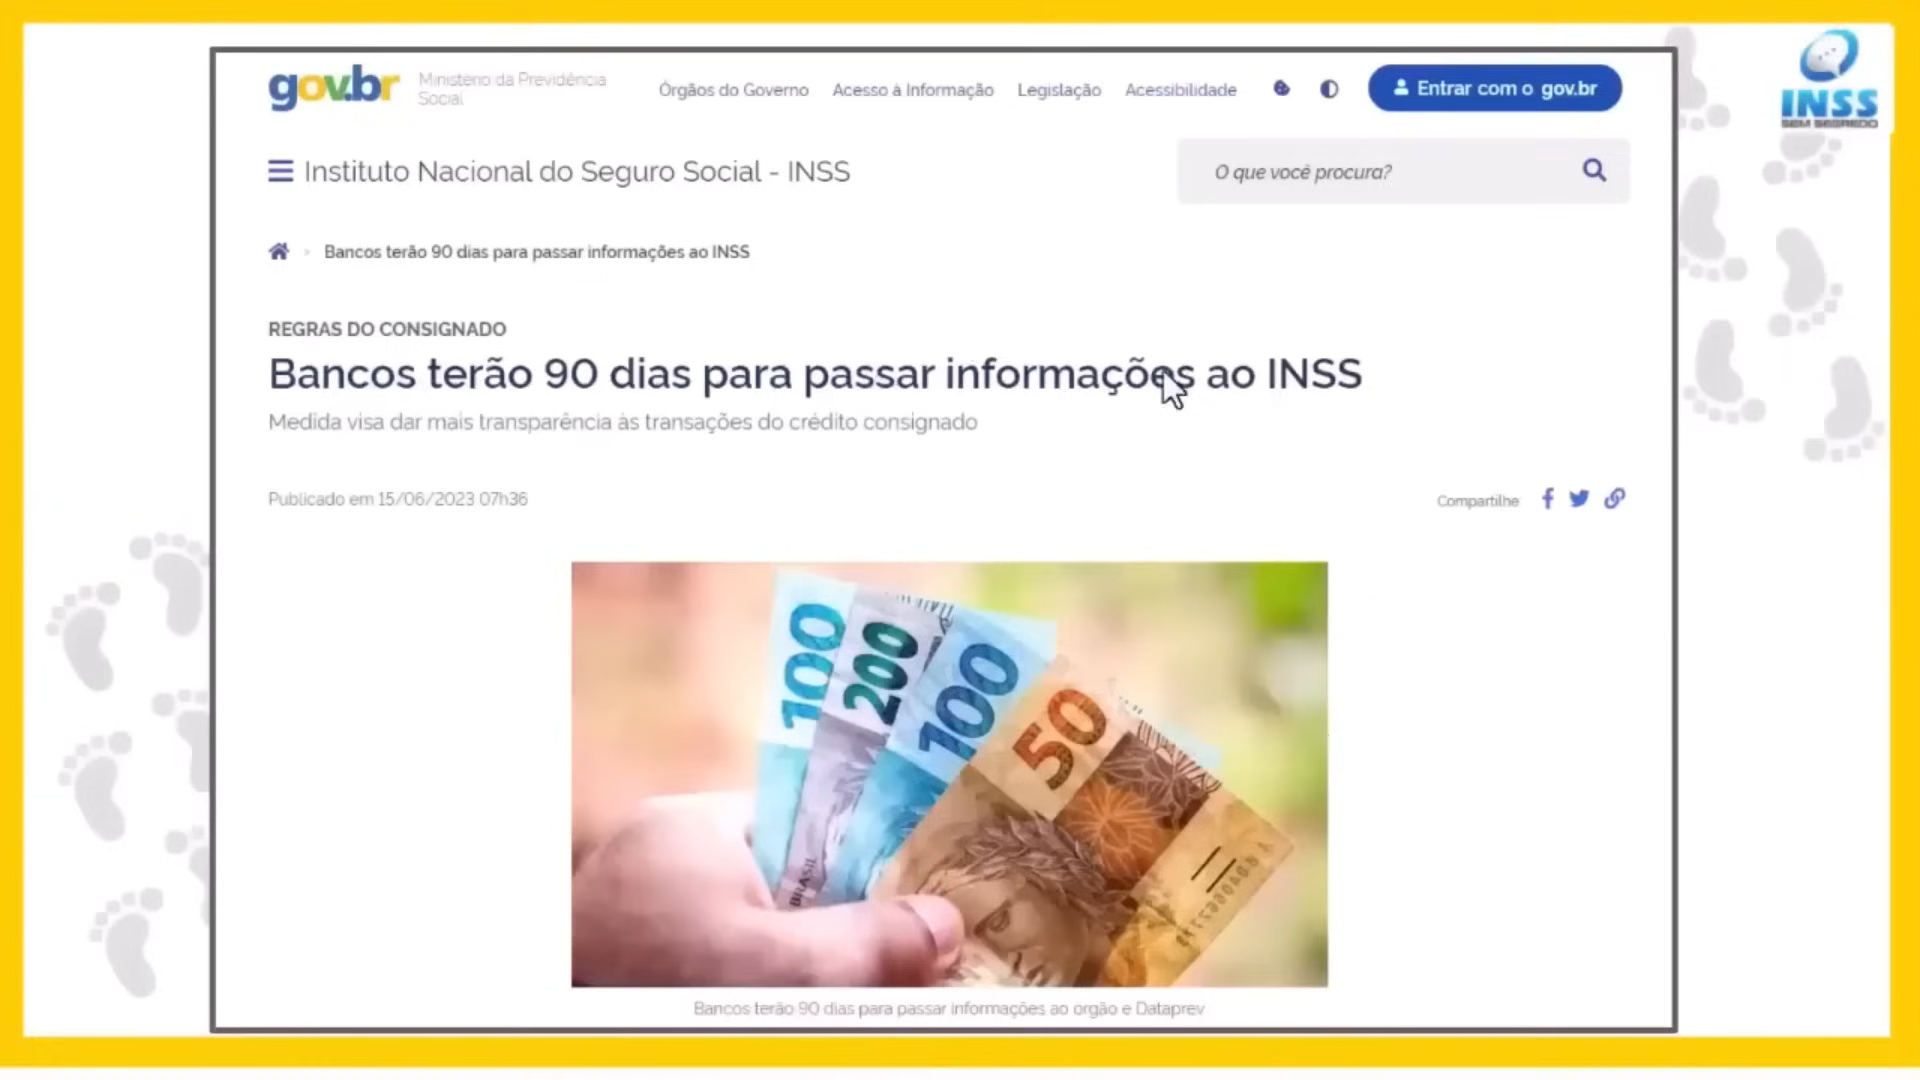 gov.br
Ministério da Previdência
Social
Órgãos do Governo
Acesso à Informação
Legislação
Acessibilidade
Entrar com o gov.br
INSS
SEM SEGREDO
Instituto Nacional do Seguro Social - INSS
O que você procura?
Bancos terão 90 dias para passar informações ao INSS
REGRAS DO CONSIGNADO
Bancos terão 90 dias para passar informações ao INSS
Medida visa dar mais transparência às transações do crédito consignado
Publicado em 15/06/2023 07h36
Compartilhe
100
200
100
50
BRASIL
Bancos terão 90 dias para passar informações ao orgão e Dataprev